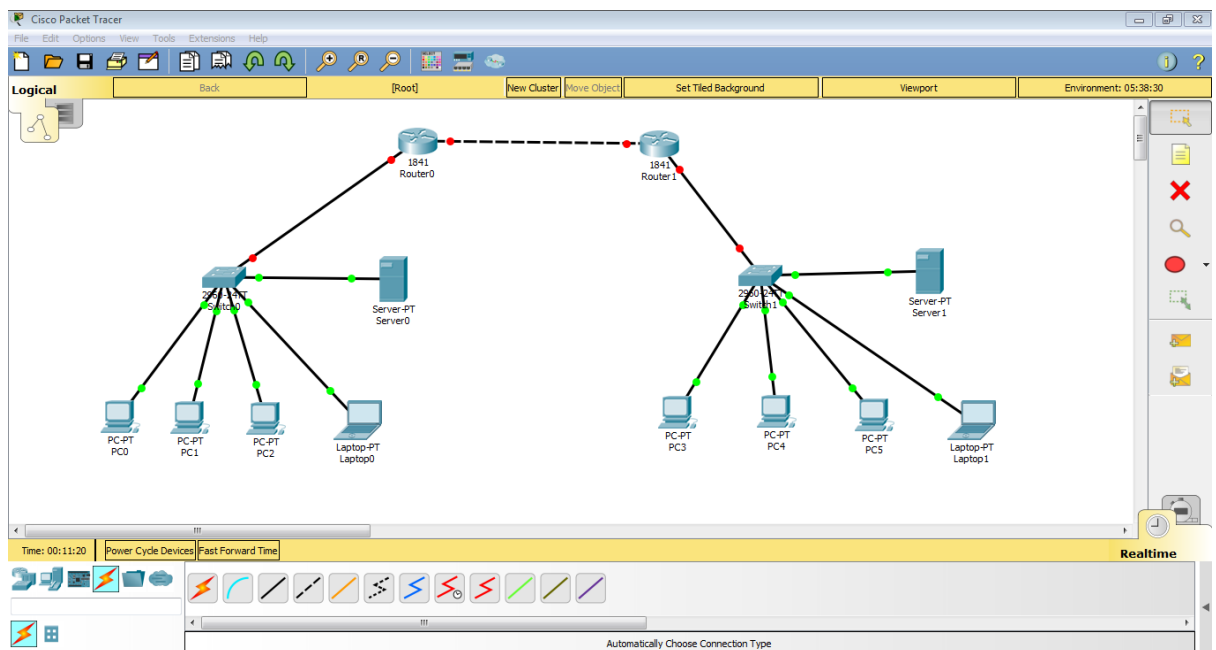 Cisco Packet Tracer
File Edit Options View Tools Extensions Help
Logical
Back
[Root]
New Cluster
Move Object
Set Tiled Background
Viewport
Environment: 05:38:30
1841
Router0
1841
Router1
2960-24TT
Switch0
Server-PT
Server0
2960-24TT
Switch1
Server-PT
Server1
PC-PT
PC0
PC-PT
PC1
PC-PT
PC2
Laptop-PT
Laptop0
PC-PT
PC3
PC-PT
PC4
PC-PT
PC5
Laptop-PT
Laptop1
Time: 00:11:20
Power Cycle Devices
Fast Forward Time
Realtime
Automatically Choose Connection Type